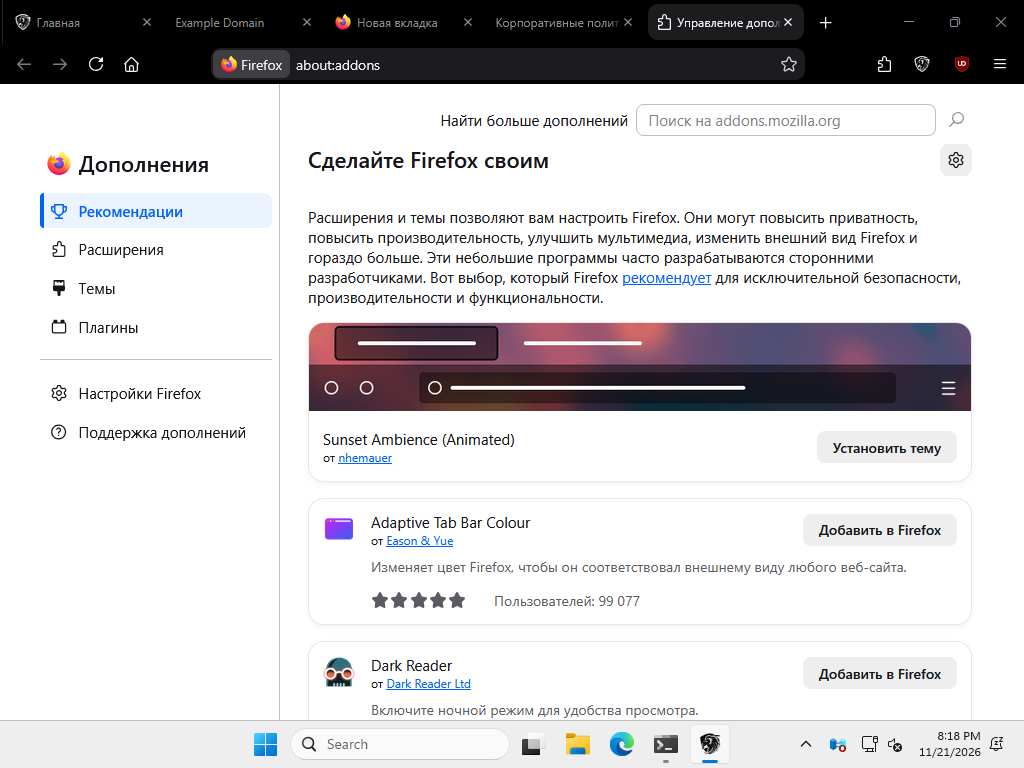 Главная
Example Domain
Новая вкладка
Корпоративные полит
Управление допол
Firefox
about:addons
Найти больше дополнений
Поиск на addons.mozilla.org
Дополнения
Рекомендации
Расширения
Темы
Плагины
Настройки Firefox
Поддержка дополнений
Сделайте Firefox своим
Расширения и темы позволяют вам настроить Firefox. Они могут повысить приватность,
повысить производительность, улучшить мультимедиа, изменить внешний вид Firefox и
гораздо больше. Эти небольшие программы часто разрабатываются сторонними
разработчиками. Вот выбор, который Firefox рекомендует для исключительной безопасности,
производительности и функциональности.
Sunset Ambience (Animated)
от nhemauer
Установить тему
Adaptive Tab Bar Colour
от Eason & Yue
Добавить в Firefox
Изменяет цвет Firefox, чтобы он соответствовал внешнему виду любого веб-сайта.
Пользователей: 99 077
Dark Reader
от Dark Reader Ltd
Добавить в Firefox
Включите ночной режим для удобства просмотра.
Search
8:18 PM
11/21/2026